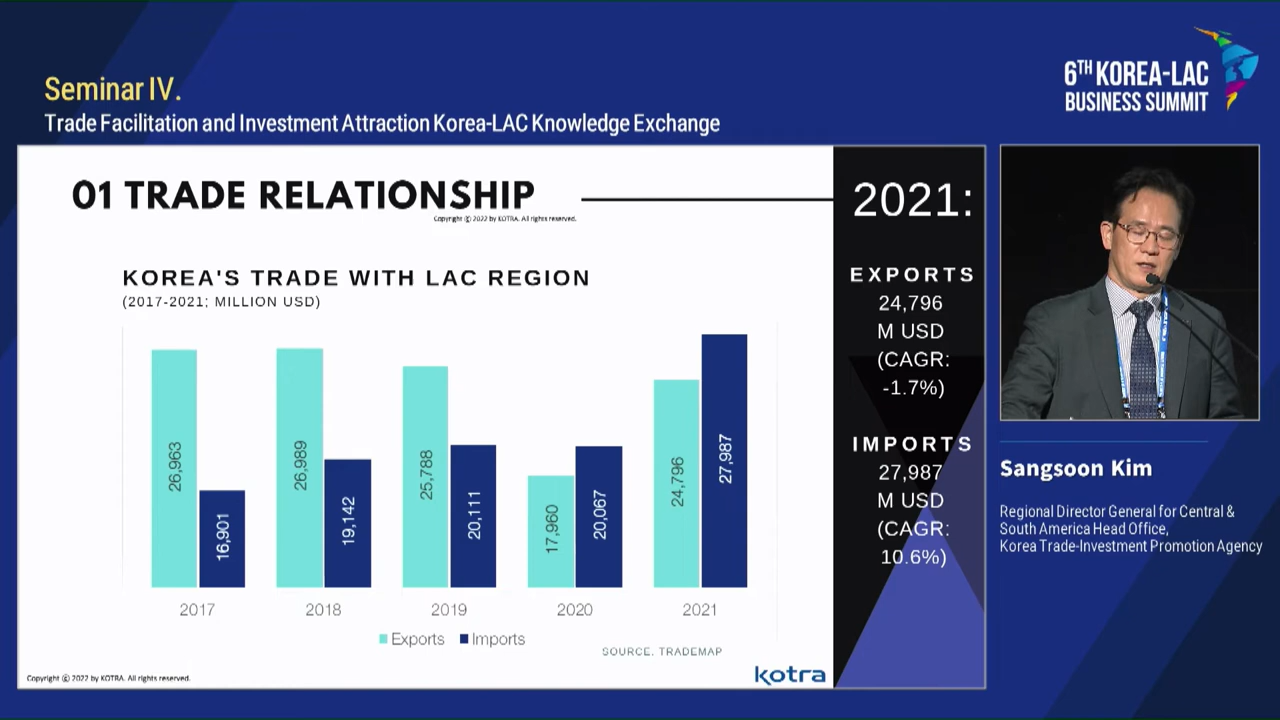 Seminar IV.
Trade Facilitation and Investment Attraction Korea-LAC Knowledge Exchange
6TH KOREA-LAC
BUSINESS SUMMIT
01 TRADE RELATIONSHIP
Copyright ⓒ 2022 by KOTRA. All rights reserved.
KOREA'S TRADE WITH LAC REGION
(2017-2021; MILLION USD)
26,963
16,901
26,989
19,142
25,788
20,111
17,960
20,067
24,796
27,987
2017
2018
2019
2020
2021
Exports
Imports
SOURCE. TRADEMAP
Copyright ⓒ 2022 by KOTRA. All rights reserved.
kotra
2021:
EXPORTS
24,796
M USD
(CAGR:
-1.7%)
IMPORTS
27,987
M USD
(CAGR:
10.6%)
Sangsoon Kim
Regional Director General for Central &
South America Head Office,
Korea Trade-Investment Promotion Agency